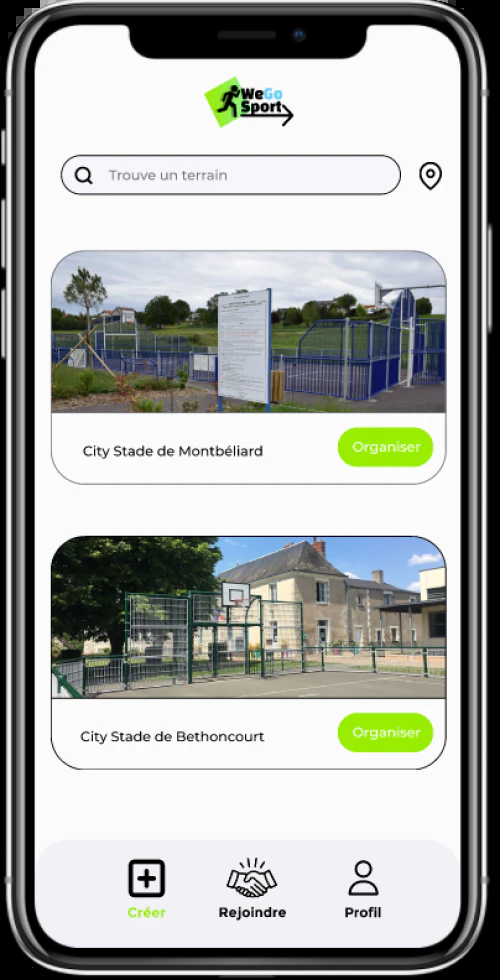 WeGo
Sport
Trouve un terrain
City Stade de Montbéliard
Organiser
City Stade de Bethoncourt
Organiser
Créer
Rejoindre
Profil